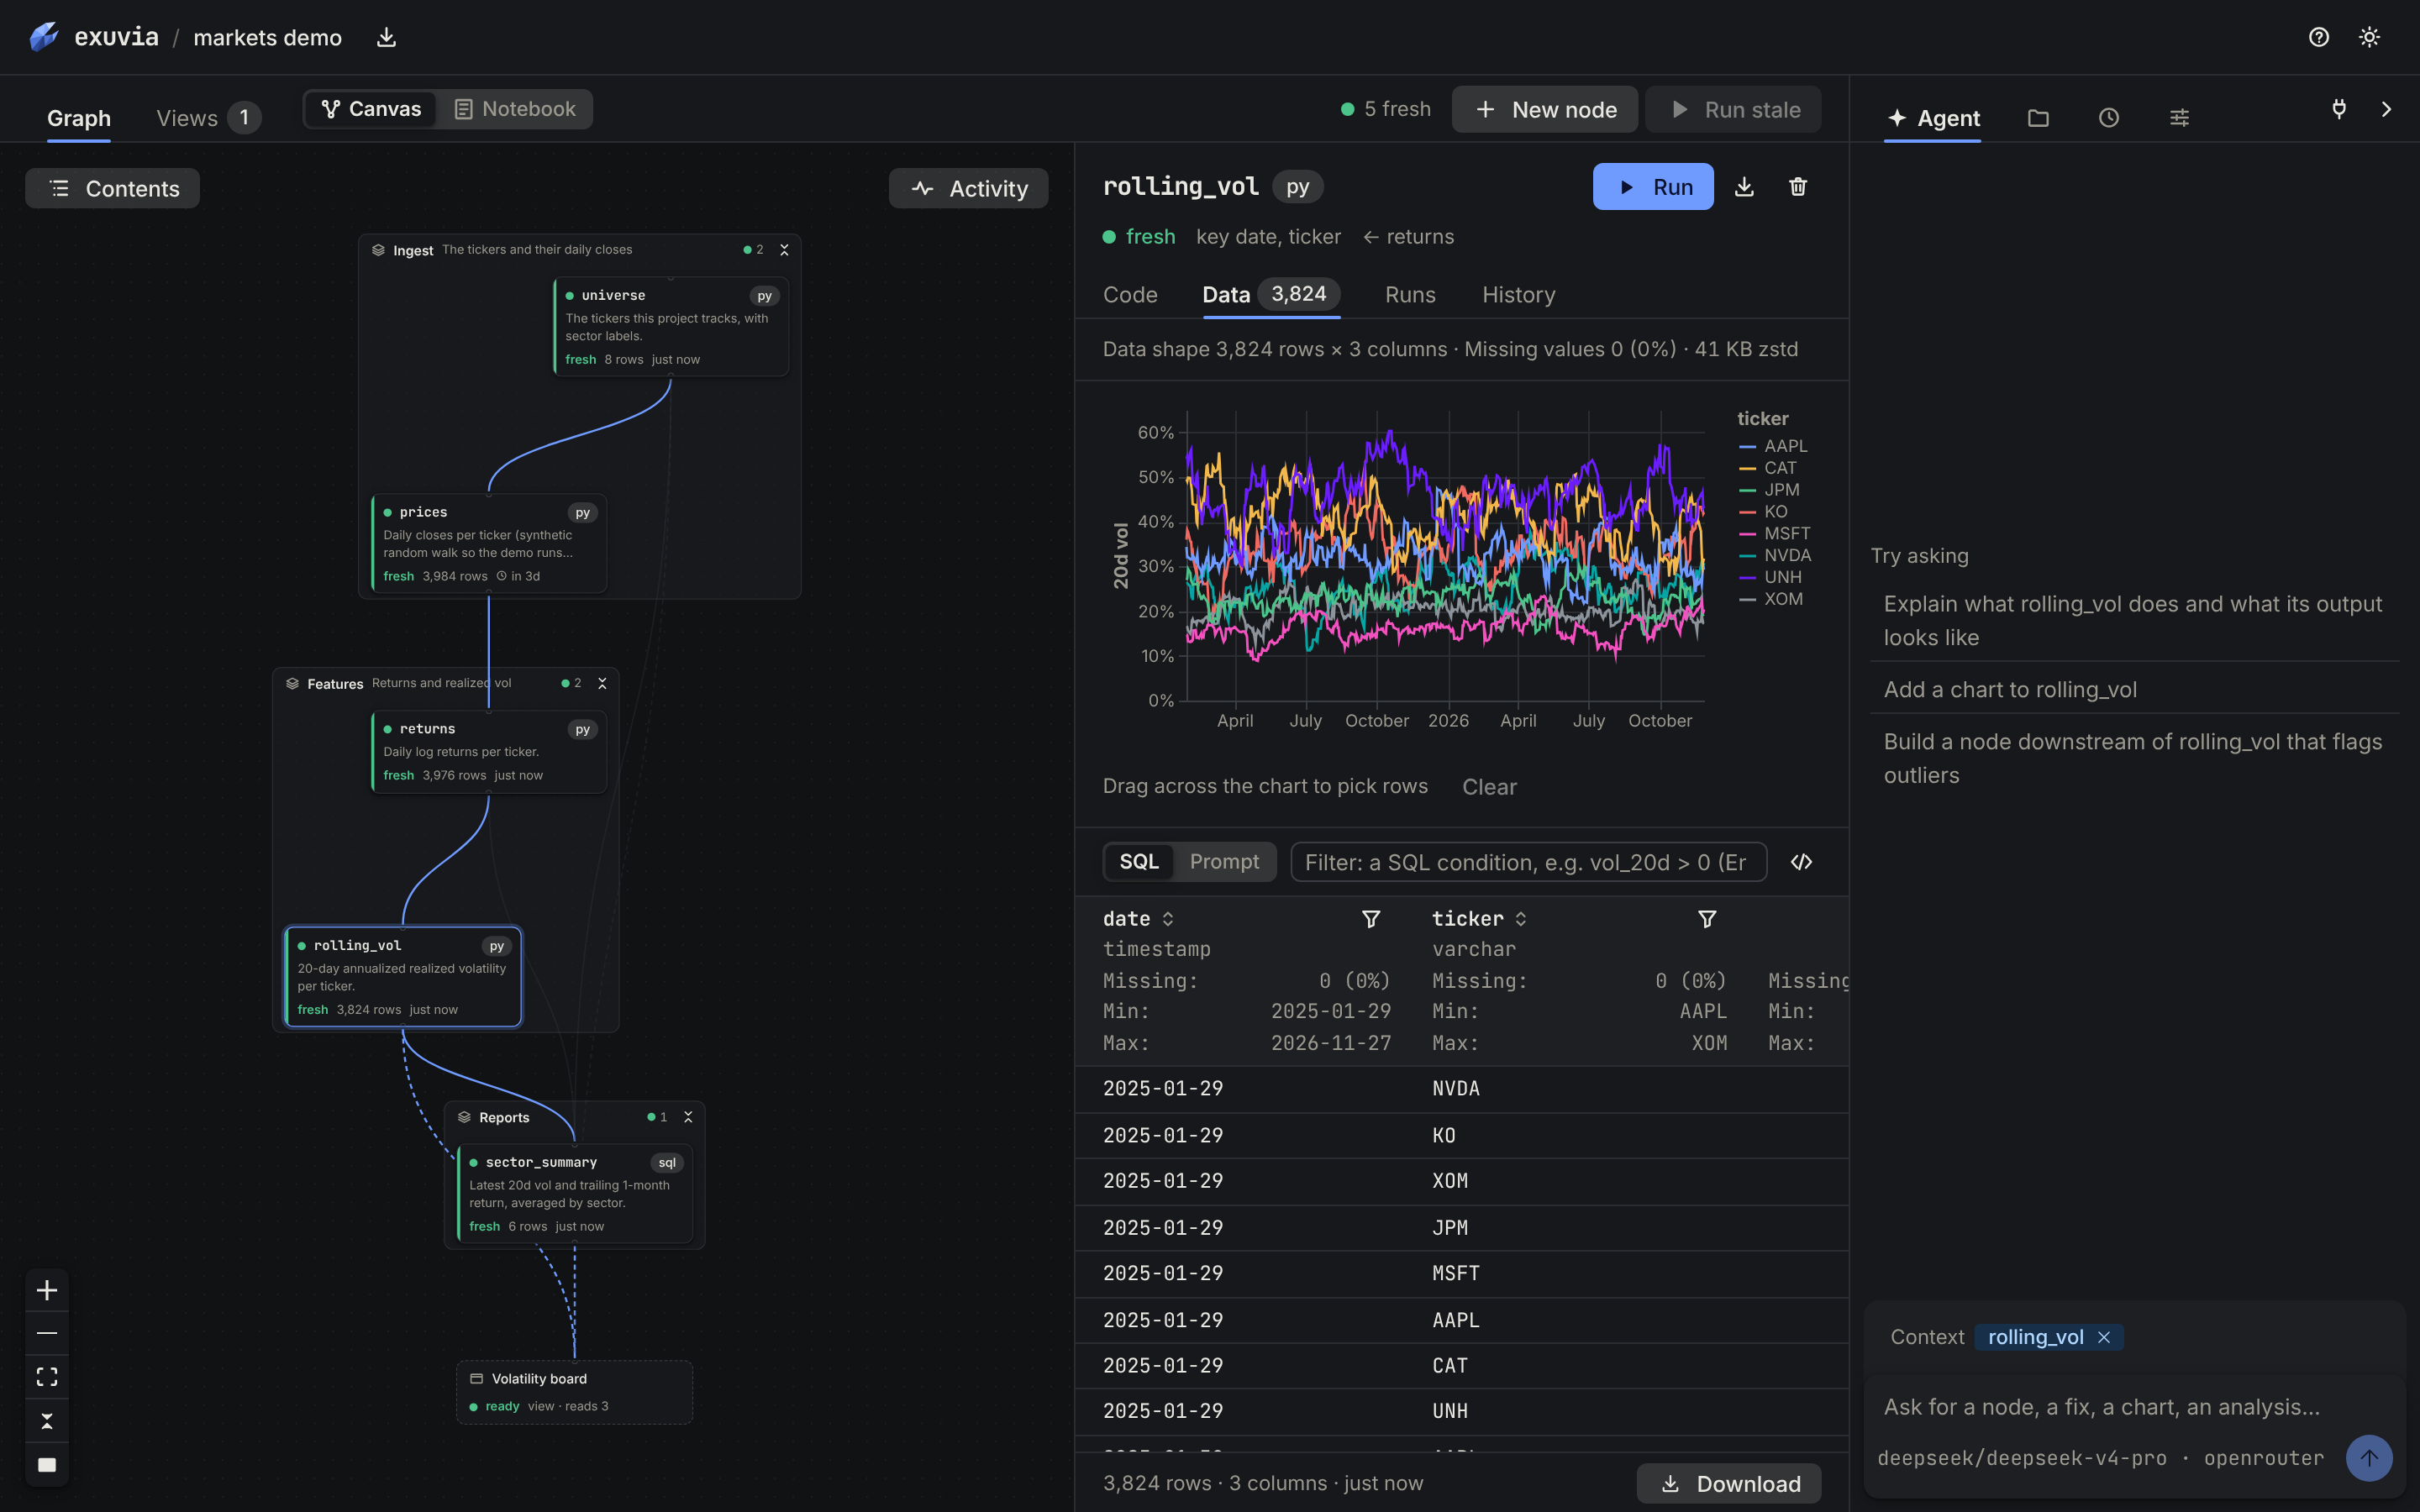 exuvia / markets demo
Graph
Views 1
Canvas
Notebook
5 fresh
New node
Run stale
Agent
Contents
Activity
Ingest The tickers and their daily closes 2
universe py
The tickers this project tracks, with
sector labels.
fresh 8 rows just now
prices py
Daily closes per ticker (synthetic
random walk so the demo runs...
fresh 3,984 rows in 3d
Features Returns and realized vol 2
returns py
Daily log returns per ticker.
fresh 3,976 rows just now
rolling_vol py
20-day annualized realized volatility
per ticker.
fresh 3,824 rows just now
Reports 1
sector_summary sql
Latest 20d vol and trailing 1-month
return, averaged by sector.
fresh 6 rows just now
Volatility board
ready view · reads 3
rolling_vol py
Run
fresh key date, ticker ← returns
Code Data 3,824 Runs History
Data shape 3,824 rows × 3 columns · Missing values 0 (0%) · 41 KB zstd
20d vol
60%
50%
40%
30%
20%
10%
0%
April July October 2026 April July October
ticker
AAPL
CAT
JPM
KO
MSFT
NVDA
UNH
XOM
Drag across the chart to pick rows Clear
SQL Prompt Filter: a SQL condition, e.g. vol_20d > 0 (Er
date ticker
timestamp varchar
Missing: 0 (0%) Missing: 0 (0%) Missing
Min: 2025-01-29 Min: AAPL Min:
Max: 2026-11-27 Max: XOM Max:
2025-01-29 NVDA
2025-01-29 KO
2025-01-29 XOM
2025-01-29 JPM
2025-01-29 MSFT
2025-01-29 AAPL
2025-01-29 CAT
2025-01-29 UNH
3,824 rows · 3 columns · just now
Download
Try asking
Explain what rolling_vol does and what its output
looks like
Add a chart to rolling_vol
Build a node downstream of rolling_vol that flags
outliers
Context rolling_vol
Ask for a node, a fix, a chart, an analysis...
deepseek/deepseek-v4-pro · openrouter